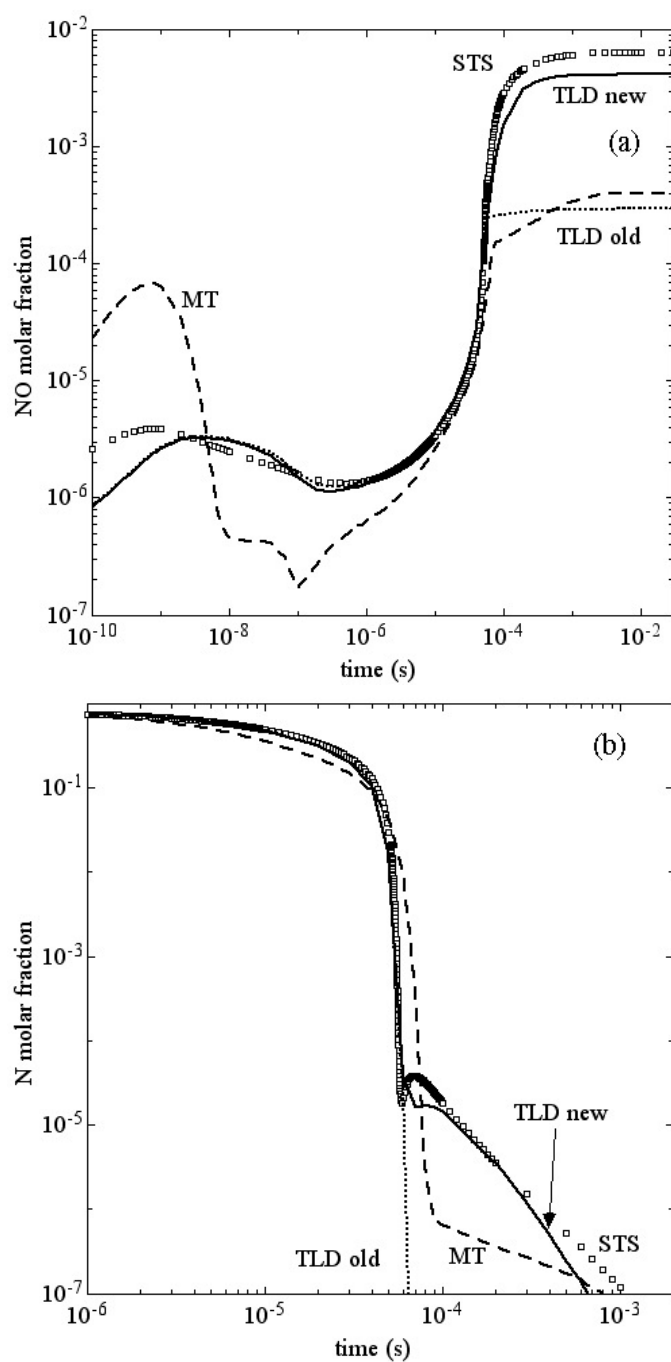 10⁻²
STS
TLD new
10⁻³
(a)
TLD old
10⁻⁴
MT
NO molar fraction
10⁻⁵
10⁻⁶
10⁻⁷
10⁻¹⁰ 10⁻⁸ 10⁻⁶ 10⁻⁴ 10⁻²
time (s)
(b)
10⁻¹
N molar fraction
10⁻³
10⁻⁵
TLD new
TLD old
MT
STS
10⁻⁷
10⁻⁶ 10⁻⁵ 10⁻⁴ 10⁻³
time (s)